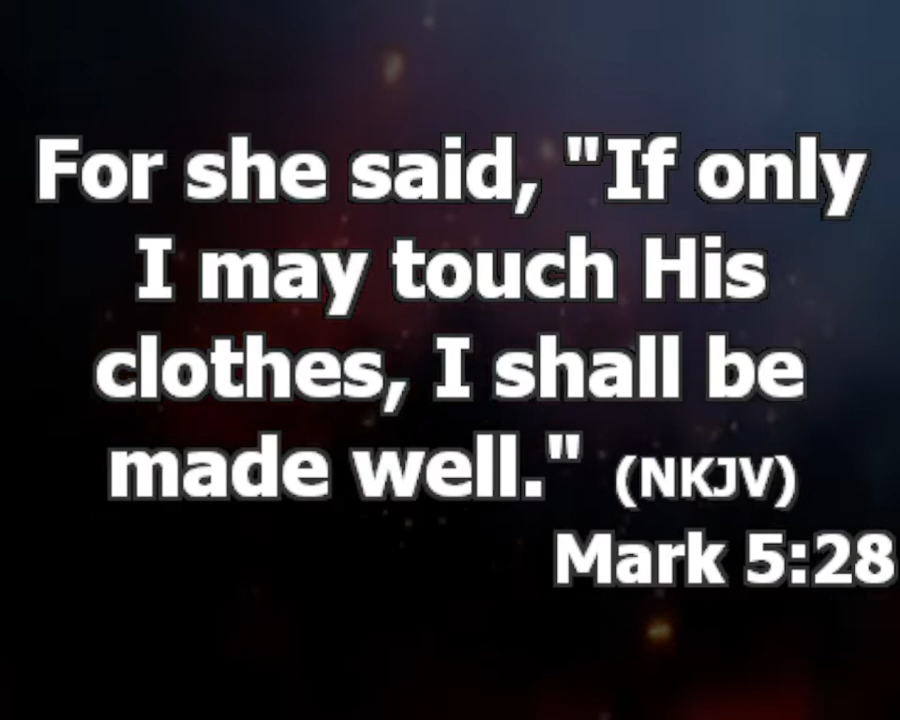 For she said, "If only
I may touch His
clothes, I shall be
made well." (NKJV)
Mark 5:28